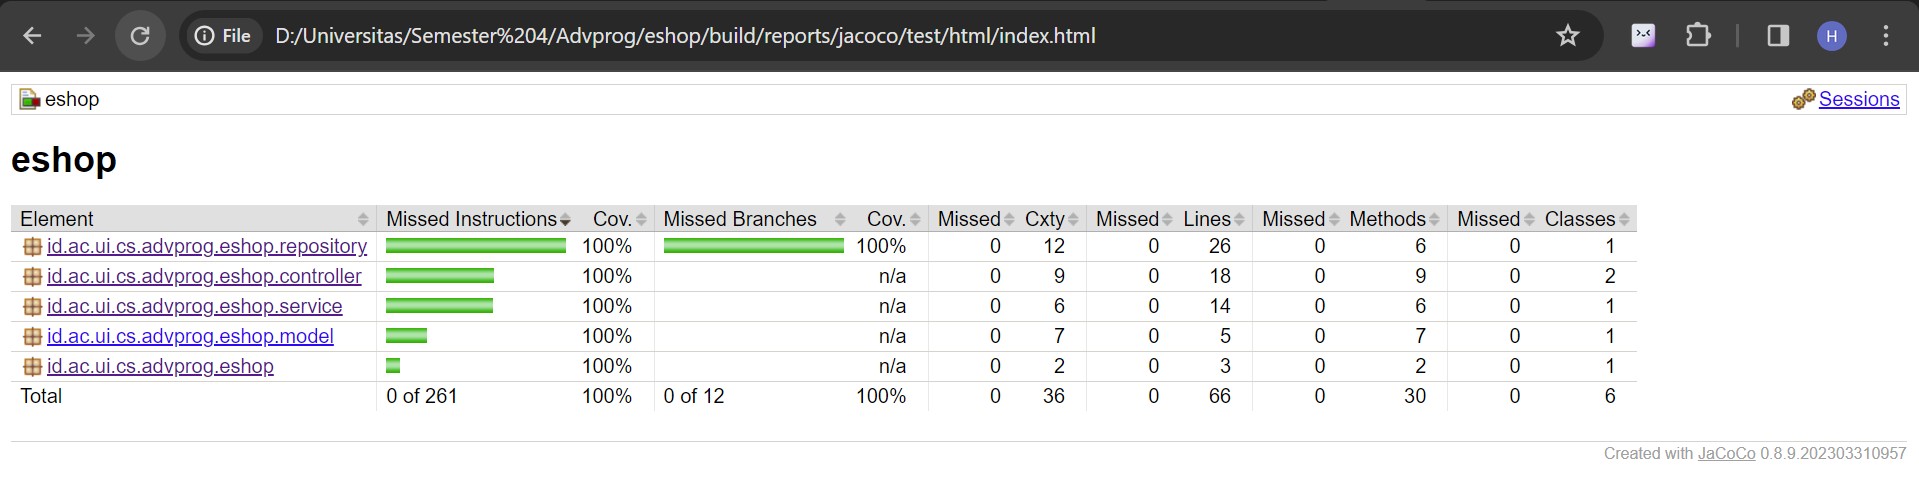 File D:/Universitas/Semester%204/Advprog/eshop/build/reports/jacoco/test/html/index.html H
eshop Sessions
eshop
Element Missed Instructions Cov. Missed Branches Cov. Missed Cxty Missed Lines Missed Methods Missed Classes
id.ac.ui.cs.advprog.eshop.repository 100% 100% 0 12 0 26 0 6 0 1
id.ac.ui.cs.advprog.eshop.controller 100% n/a 0 9 0 18 0 9 0 2
id.ac.ui.cs.advprog.eshop.service 100% n/a 0 6 0 14 0 6 0 1
id.ac.ui.cs.advprog.eshop.model 100% n/a 0 7 0 5 0 7 0 1
id.ac.ui.cs.advprog.eshop 100% n/a 0 2 0 3 0 2 0 1
Total 0 of 261 100% 0 of 12 100% 0 36 0 66 0 30 0 6
Created with JaCoCo 0.8.9.202303310957